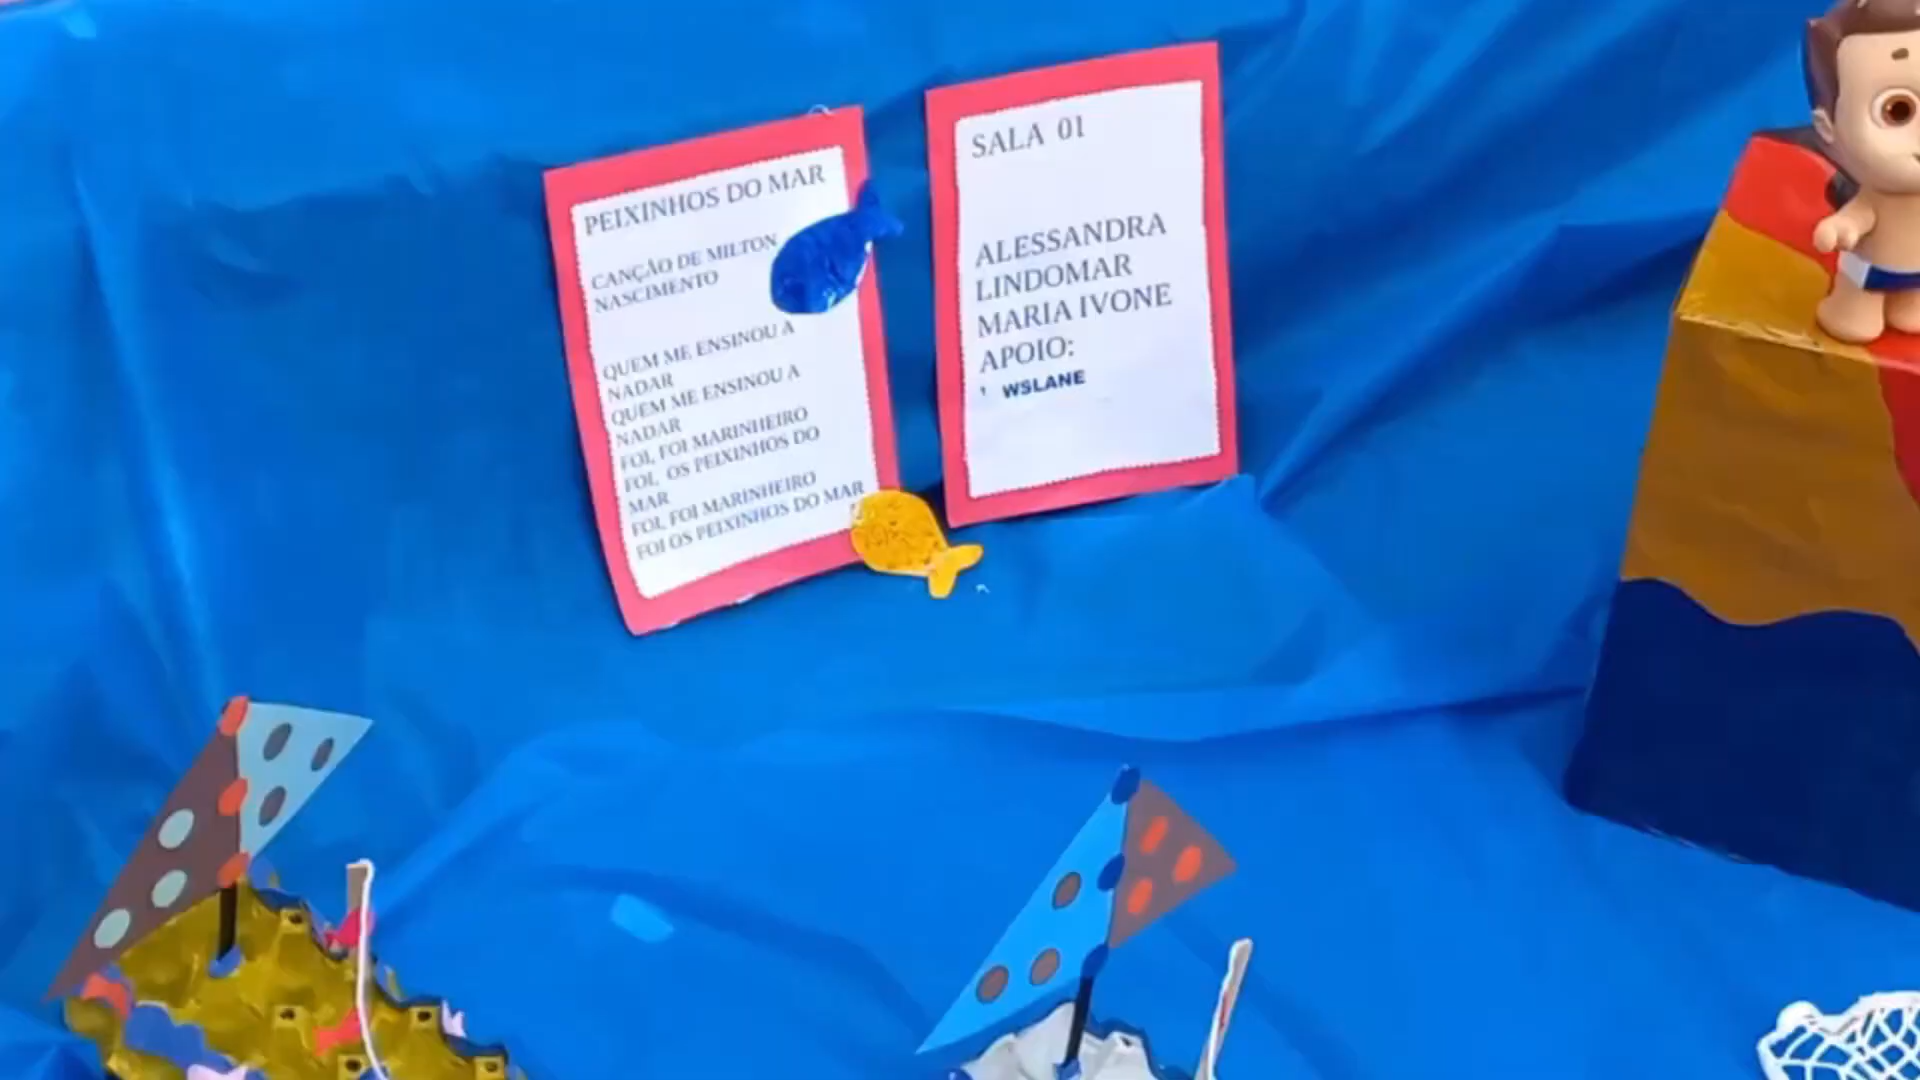 PEIXINHOS DO MAR
CANÇÃO DE MILTON
NASCIMENTO
QUEM ME ENSINOU A
NADAR
QUEM ME ENSINOU A
NADAR
FOI, FOI MARINHEIRO
FOI, OS PEIXINHOS DO
MAR
FOI, FOI MARINHEIRO
FOI OS PEIXINHOS DO MAR
SALA 01
ALESSANDRA
LINDOMAR
MARIA IVONE
APOIO:
WSLANE